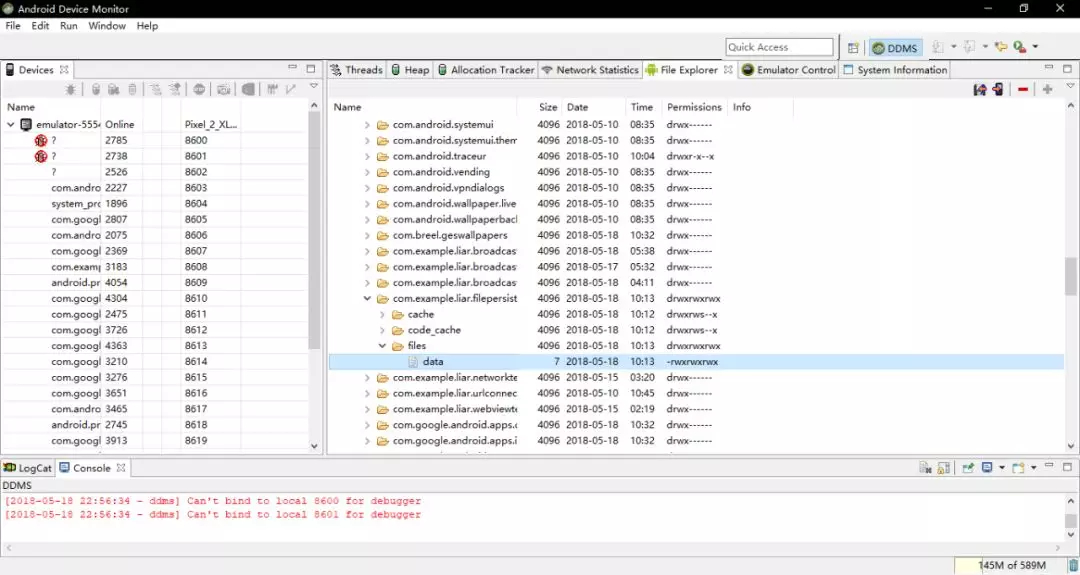 Android Device Monitor
File Edit Run Window Help
Quick Access DDMS
Devices
Name
emulator-5554 Online Pixel_2_XL...
? 2785 8600
? 2738 8601
? 2526 8602
com.andro 2227 8603
system_pro 1896 8604
com.googl 2807 8605
com.andro 2075 8606
com.googl 2369 8607
com.examp 3183 8608
android.pr 4054 8609
com.googl 4304 8610
com.googl 2475 8611
com.googl 3726 8612
com.googl 4363 8613
com.googl 3210 8614
com.googl 3276 8615
com.googl 3651 8616
com.andro 3465 8617
android.pr 2745 8618
com.googl 3913 8619
Threads Heap Allocation Tracker Network Statistics File Explorer Emulator Control System Information
Name Size Date Time Permissions Info
com.android.systemui 4096 2018-05-10 08:35 drwx------
com.android.systemui.them 4096 2018-05-10 08:35 drwx------
com.android.traceur 4096 2018-05-10 10:04 drwxr-x--x
com.android.vending 4096 2018-05-18 08:35 drwx------
com.android.vpndialogs 4096 2018-05-10 08:35 drwx------
com.android.wallpaper.live 4096 2018-05-10 08:35 drwx------
com.android.wallpaperback 4096 2018-05-10 08:35 drwx------
com.breel.geswallpapers 4096 2018-05-18 10:32 drwx------
com.example.liar.broadcas 4096 2018-05-18 05:38 drwx------
com.example.liar.broadcas 4096 2018-05-17 05:32 drwx------
com.example.liar.broadcas 4096 2018-05-18 04:11 drwx------
com.example.liar.filepersist 4096 2018-05-18 10:13 drwxrwxrwx
cache 4096 2018-05-18 10:12 drwxrws--x
code_cache 4096 2018-05-18 10:12 drwxrws--x
files 4096 2018-05-18 10:13 drwxrwxrwx
data 7 2018-05-18 10:13 -rwxrwxrwx
com.example.liar.networkte 4096 2018-05-15 03:20 drwx------
com.example.liar.urlconnec 4096 2018-05-18 10:45 drwx------
com.example.liar.webviewte 4096 2018-05-15 02:19 drwx------
com.google.android.apps.c 4096 2018-05-18 10:32 drwx------
com.google.android.apps.i 4096 2018-05-18 10:32 drwx------
LogCat Console
DDMS
[2018-05-18 22:56:34 - ddms] Can't bind to local 8600 for debugger
[2018-05-18 22:56:34 - ddms] Can't bind to local 8601 for debugger
145M of 589M